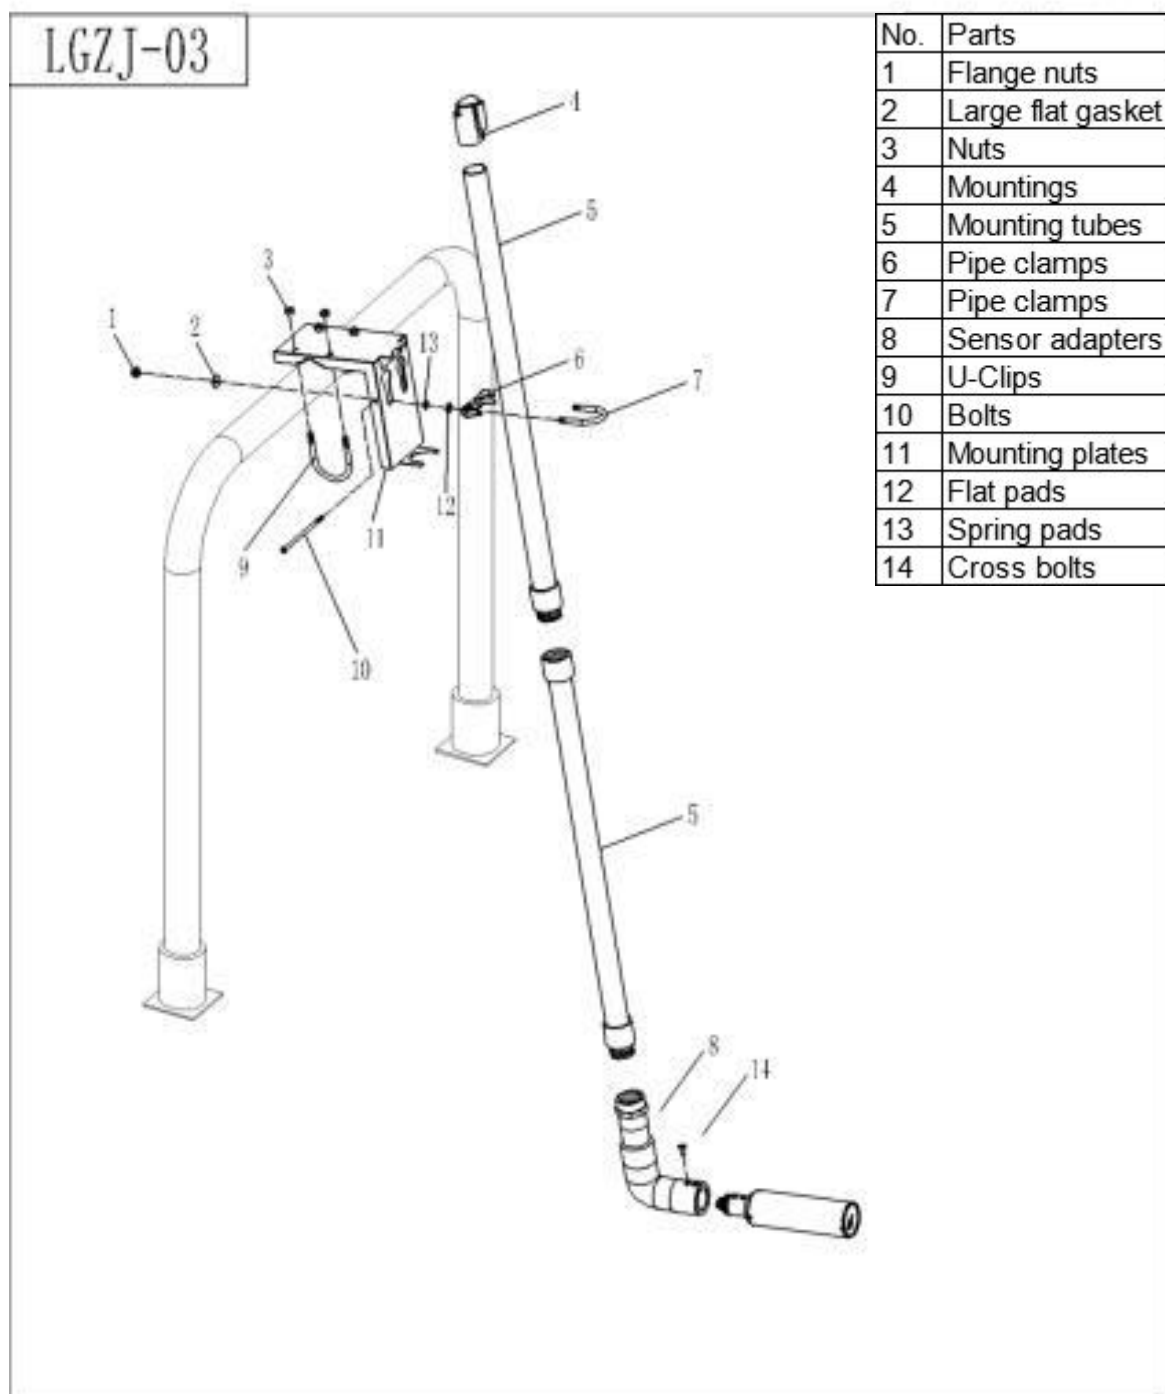 LGZJ-03
No. Parts
1 Flange nuts
2 Large flat gasket
3 Nuts
4 Mountings
5 Mounting tubes
6 Pipe clamps
7 Pipe clamps
8 Sensor adapters
9 U-Clips
10 Bolts
11 Mounting plates
12 Flat pads
13 Spring pads
14 Cross bolts
4
5
3
1
2
13
6
7
12
11
9
10
5
8
14